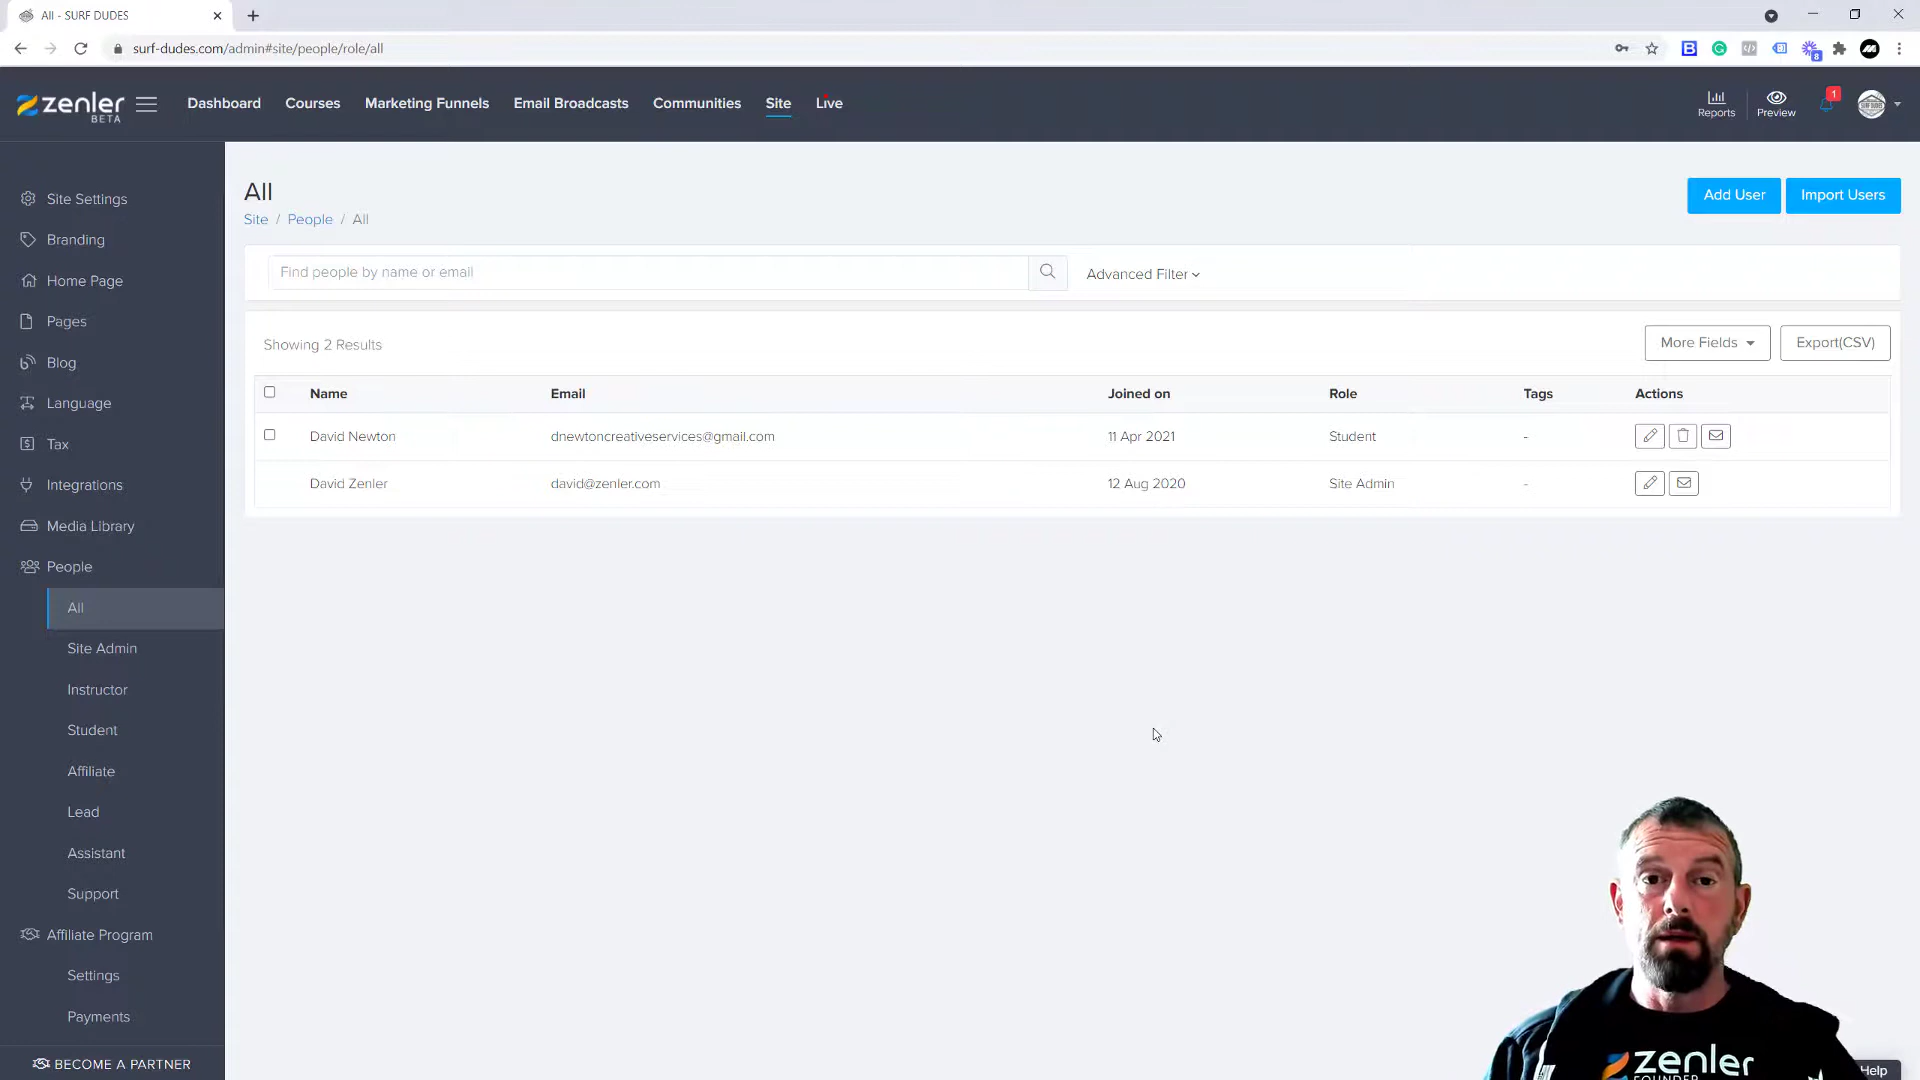 All - SURF DUDES
surf-dudes.com/admin#site/people/role/all
8
zenler
BETA
Dashboard
Courses
Marketing Funnels
Email Broadcasts
Communities
Site
Live
Reports
Preview
1
Site Settings
Branding
Home Page
Pages
Blog
Language
Tax
Integrations
Media Library
People
All
Site Admin
Instructor
Student
Affiliate
Lead
Assistant
Support
Affiliate Program
Settings
Payments
BECOME A PARTNER
All
Site / People / All
Add User
Import Users
Find people by name or email
Advanced Filter
Showing 2 Results
More Fields
Export(CSV)
Name Email Joined on Role Tags Actions
David Newton dnewtoncreativeservices@gmail.com 11 Apr 2021 Student -
David Zenler david@zenler.com 12 Aug 2020 Site Admin -
zenler
FOUNDER
Help